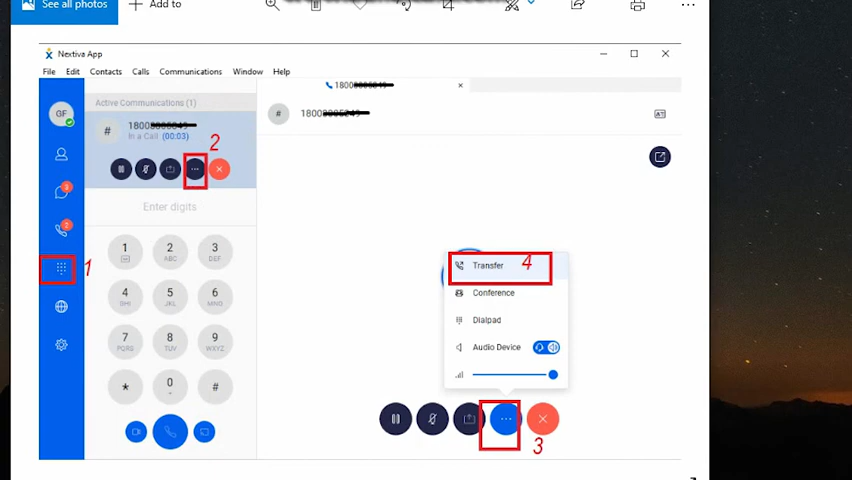 See all photos
Add to
Nextiva App
File Edit Contacts Calls Communications Window Help
Active Communications (1)
GF
#
In a Call (00:03)
2
Enter digits
1
1
2
ABC
3
DEF
4
GHI
5
JKL
6
MNO
7
PQRS
8
TUV
9
WXYZ
*
0
#
#
Transfer
4
Conference
Dialpad
Audio Device
3